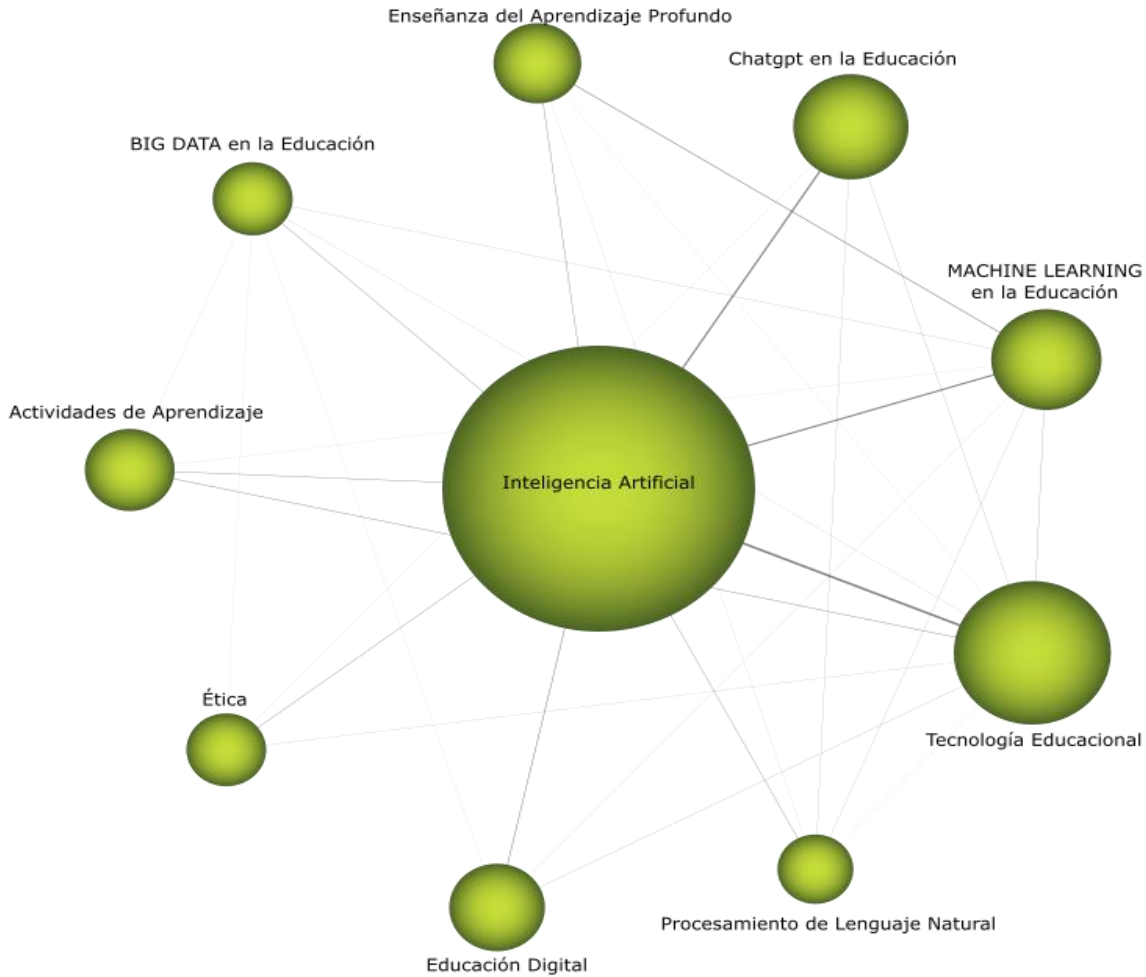 Enseñanza del Aprendizaje Profundo
Chatgpt en la Educación
BIG DATA en la Educación
MACHINE LEARNING
en la Educación
Actividades de Aprendizaje
Inteligencia Artificial
Ética
Tecnología Educacional
Procesamiento de Lenguaje Natural
Educación Digital